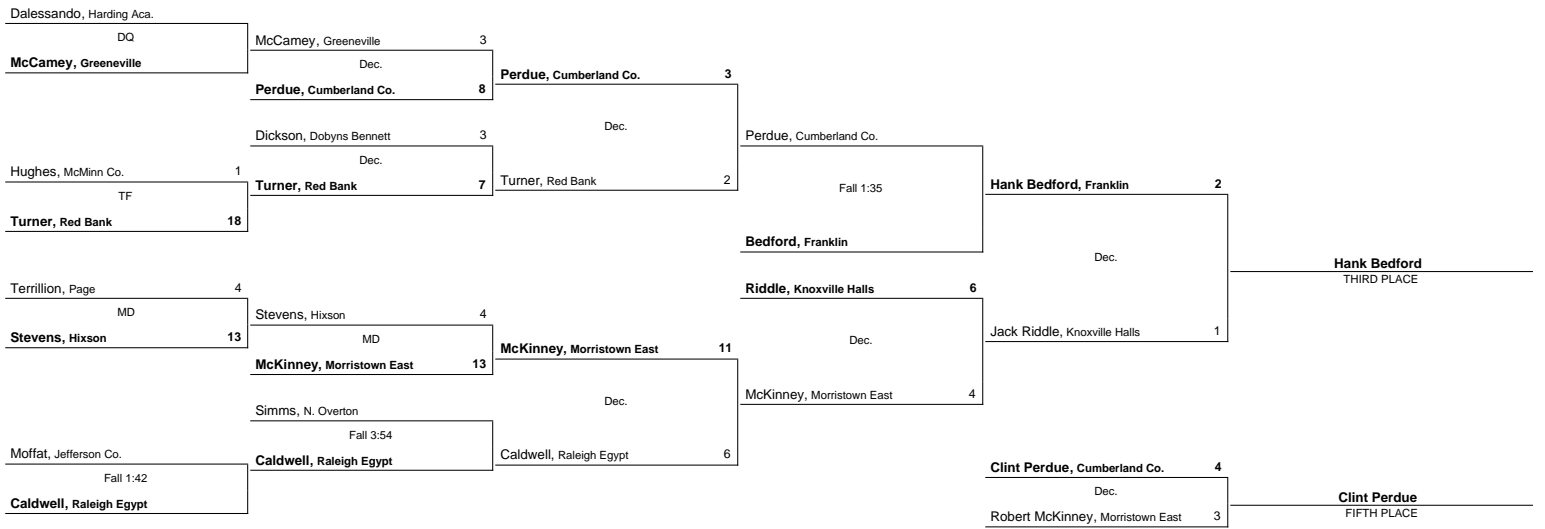 Dalessando, Harding Aca.
DQ
McCamey, Greeneville
Hughes, McMinn Co. 1
TF
Turner, Red Bank 18
Terrillion, Page 4
MD
Stevens, Hixson 13
Moffat, Jefferson Co.
Fall 1:42
Caldwell, Raleigh Egypt
McCamey, Greeneville 3
Dec.
Perdue, Cumberland Co. 8
Dickson, Dobyns Bennett 3
Dec.
Turner, Red Bank 7
Stevens, Hixson 4
MD
McKinney, Morristown East 13
Simms, N. Overton
Fall 3:54
Caldwell, Raleigh Egypt
Perdue, Cumberland Co. 3
Dec.
Turner, Red Bank 2
McKinney, Morristown East 11
Dec.
Caldwell, Raleigh Egypt 6
Perdue, Cumberland Co.
Fall 1:35
Bedford, Franklin
Riddle, Knoxville Halls 6
Dec.
McKinney, Morristown East 4
Hank Bedford, Franklin 2
Dec.
Jack Riddle, Knoxville Halls 1
Hank Bedford
THIRD PLACE
Clint Perdue, Cumberland Co. 4
Dec.
Robert McKinney, Morristown East 3
Clint Perdue
FIFTH PLACE